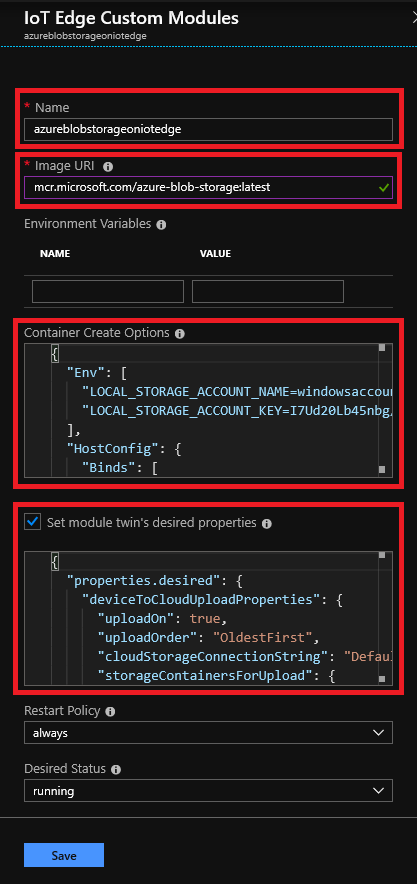 IoT Edge Custom Modules
azureblobstorageoniotedge
* Name
azureblobstorageoniotedge
* Image URI
mcr.microsoft.com/azure-blob-storage:latest
Environment Variables
NAME VALUE
Container Create Options
{
"Env": [
"LOCAL_STORAGE_ACCOUNT_NAME=windowsaccoun
"LOCAL_STORAGE_ACCOUNT_KEY=I7Ud20Lb45nbg
],
"HostConfig": {
"Binds": [
Set module twin's desired properties
{
"properties.desired": {
"deviceToCloudUploadProperties": {
"uploadOn": true,
"uploadOrder": "OldestFirst",
"cloudStorageConnectionString": "Defau
"storageContainersForUpload": {
Restart Policy
always
Desired Status
running
Save